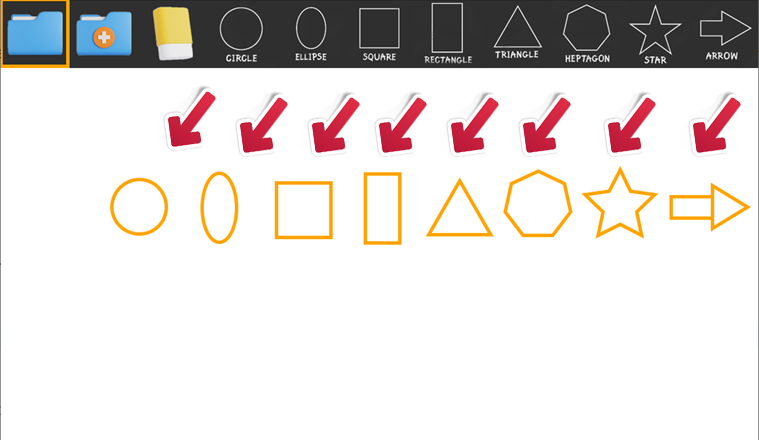 CIRCLE
ELLIPSE
SQUARE
RECTANGLE
TRIANGLE
HEPTAGON
STAR
ARROW